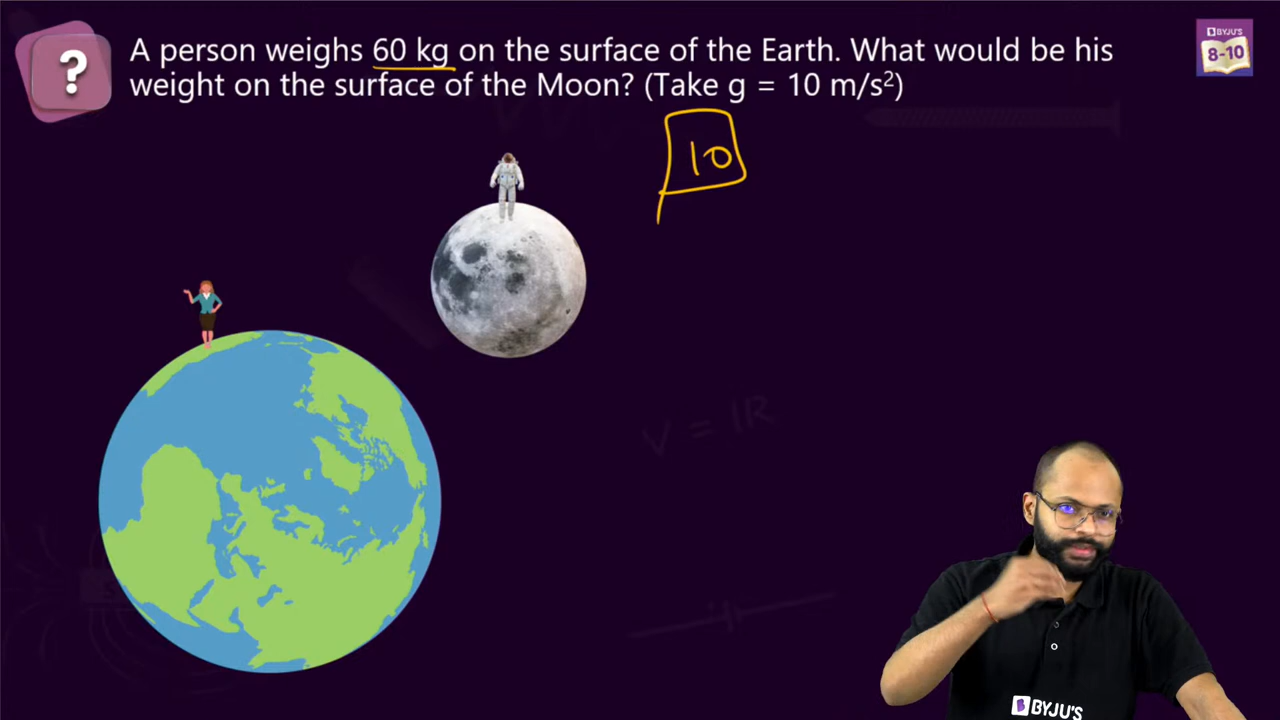 ?
A person weighs 60 kg on the surface of the Earth. What would be his
weight on the surface of the Moon? (Take g = 10 m/s²)
BYJU'S
8-10
10
V = IR
BYJU'S